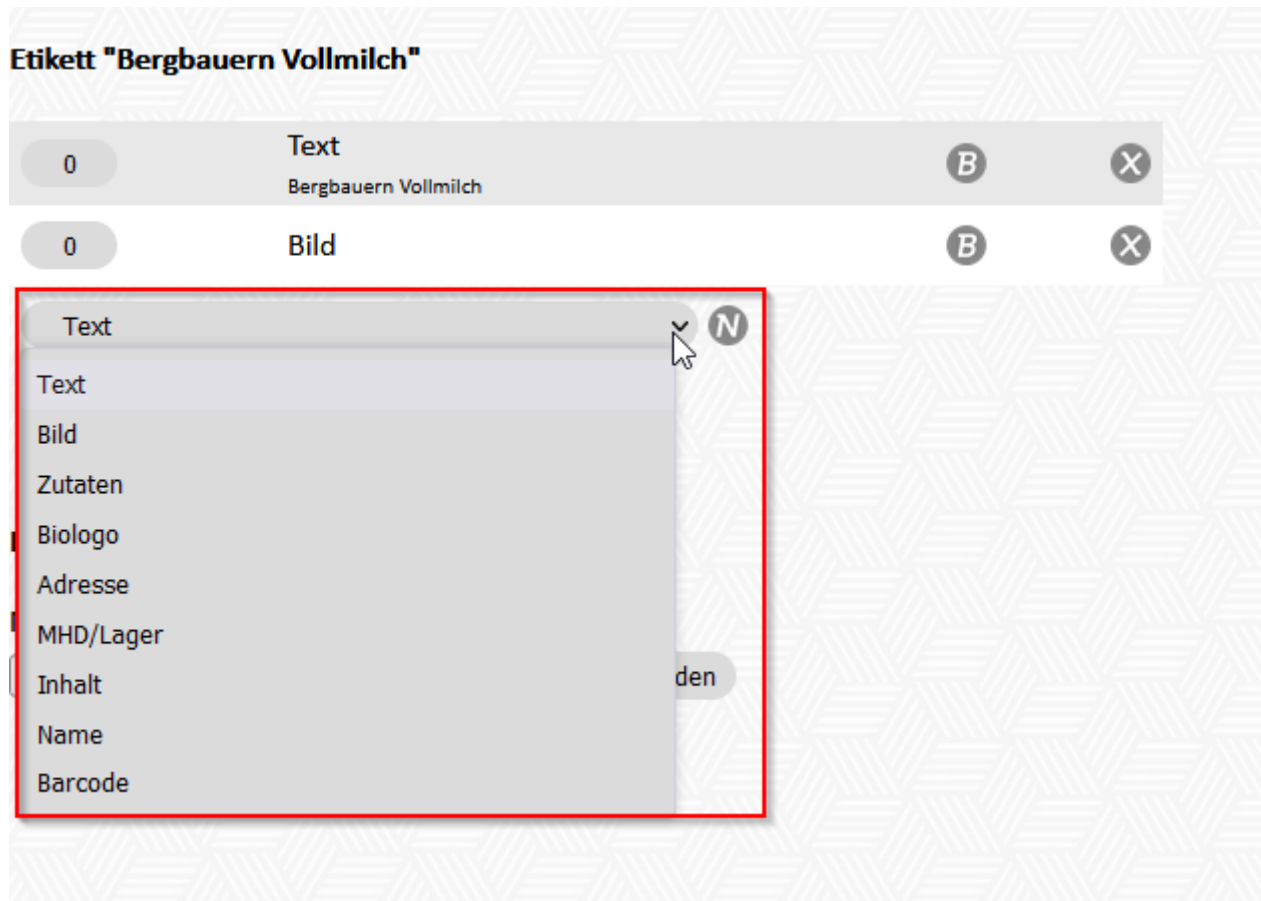 Etikett "Bergbauern Vollmilch"
0 Text B X
Bergbauern Vollmilch
0 Bild B X
Text N
Text
Bild
Zutaten
Biologo
Adresse
MHD/Lager
Inhalt
den
Name
Barcode